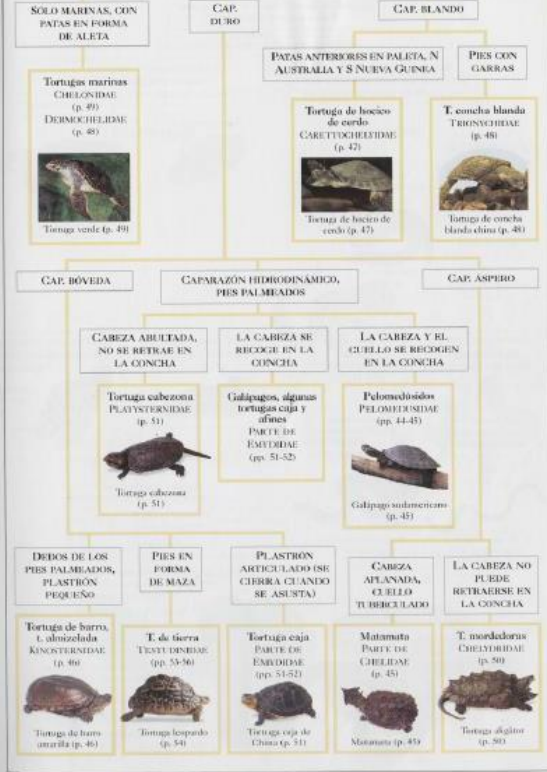 SÓLO MARINAS, CON
PATAS EN FORMA
DE ALETA
CAP.
DURO
CAP. BLANDO
PATAS ANTERIORES EN PALETA, N
AUSTRALIA Y S NUEVA GUINEA
PIES CON
GARRAS
Tortugas marinas
CHELONIDAE
(p. 49)
DERMOCHELIDAE
(p. 48)
Tortuga verde (p. 49)
Tortuga de hocico
de cerdo
CARETTOCHELYIDAE
(p. 47)
Tortuga de hocico de
cerdo (p. 47)
T. concha blanda
TRIONYCHIDAE
(p. 48)
Tortuga de concha
blanda china (p. 48)
CAP. BÓVEDA
CAPARAZÓN HIDRODINÁMICO,
PIES PALMEADOS
CAP. ÁSPERO
CABEZA ABULTADA,
NO SE RETRAE EN
LA CONCHA
LA CABEZA SE
RECOGE EN LA
CONCHA
LA CABEZA Y EL
CUELLO SE RECOGEN
EN LA CONCHA
Tortuga cabezona
PLATYSTERNIDAE
(p. 51)
Tortuga cabezona
(p. 51)
Galápagos, algunas
tortugas caja y
afines
PARTE DE
EMYDIDAE
(pp. 51-52)
Pelomedúsidos
PELOMEDUSIDAE
(pp. 44-45)
Galápago sudamericano
(p. 45)
DEDOS DE LOS
PIES PALMEADOS,
PLASTRÓN
PEQUEÑO
PIES EN
FORMA
DE MAZA
PLASTRÓN
ARTICULADO (SE
CIERRA CUANDO
SE ASUSTA)
CABEZA
APLANADA,
CUELLO
TUBERCULADO
LA CABEZA NO
PUEDE
RETRAERSE EN
LA CONCHA
Tortuga de barro,
t. almizclada
KINOSTERNIDAE
(p. 46)
Tortuga de barro
amarilla (p. 46)
T. de tierra
TESTUDINIDAE
(pp. 53-56)
Tortuga leopardo
(p. 54)
Tortuga caja
PARTE DE
EMYDIDAE
(pp. 51-52)
Tortuga caja de
China (p. 51)
Matamata
PARTE DE
CHELIDAE
(p. 45)
Matamata (p. 45)
T. mordedoras
CHELYDRIDAE
(p. 50)
Tortuga aligátor
(p. 50)